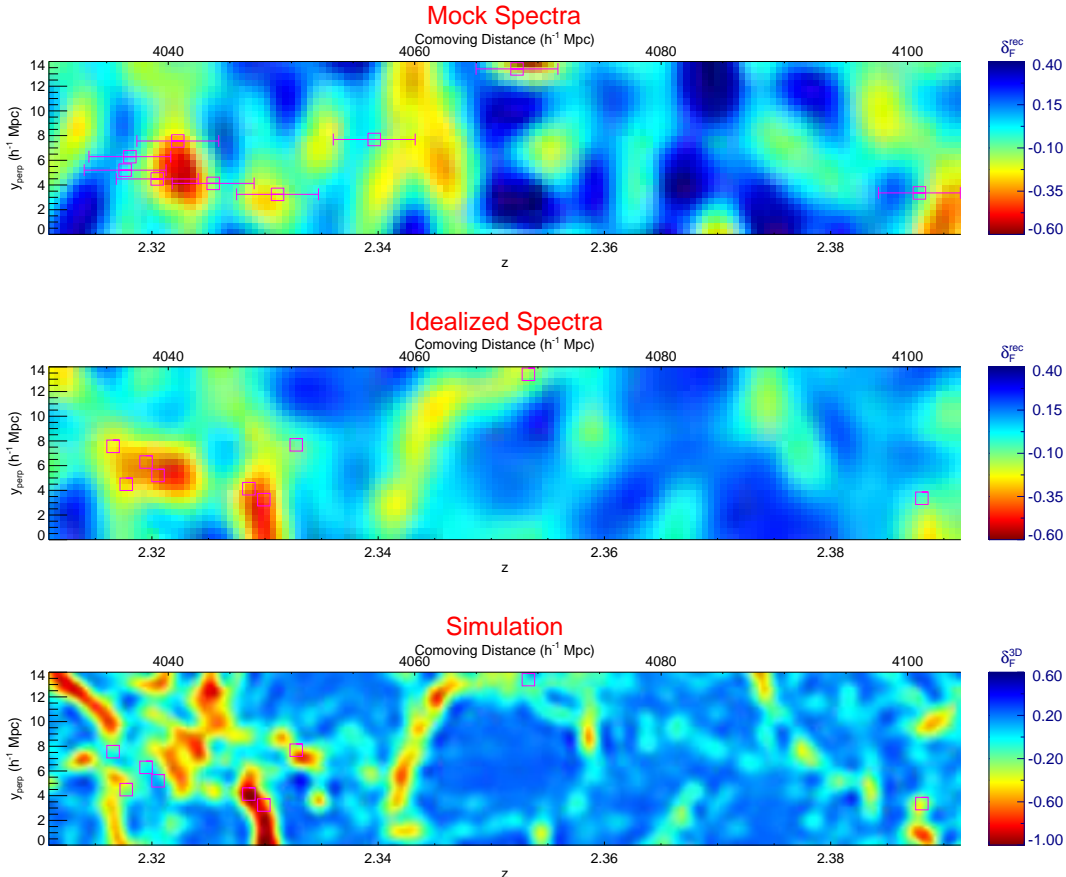 Mock Spectra
Comoving Distance (h⁻¹ Mpc)
4040 4060 4080 4100
δ_F^rec
y_perp (h⁻¹ Mpc)
14
12
10
8
6
4
2
0
2.32 2.34 2.36 2.38
z
0.40
0.15
-0.10
-0.35
-0.60
Idealized Spectra
Comoving Distance (h⁻¹ Mpc)
4040 4060 4080 4100
δ_F^rec
y_perp (h⁻¹ Mpc)
14
12
10
8
6
4
2
0
2.32 2.34 2.36 2.38
z
0.40
0.15
-0.10
-0.35
-0.60
Simulation
Comoving Distance (h⁻¹ Mpc)
4040 4060 4080 4100
δ_F^3D
y_perp (h⁻¹ Mpc)
14
12
10
8
6
4
2
0
2.32 2.34 2.36 2.38
z
0.60
0.20
-0.20
-0.60
-1.00